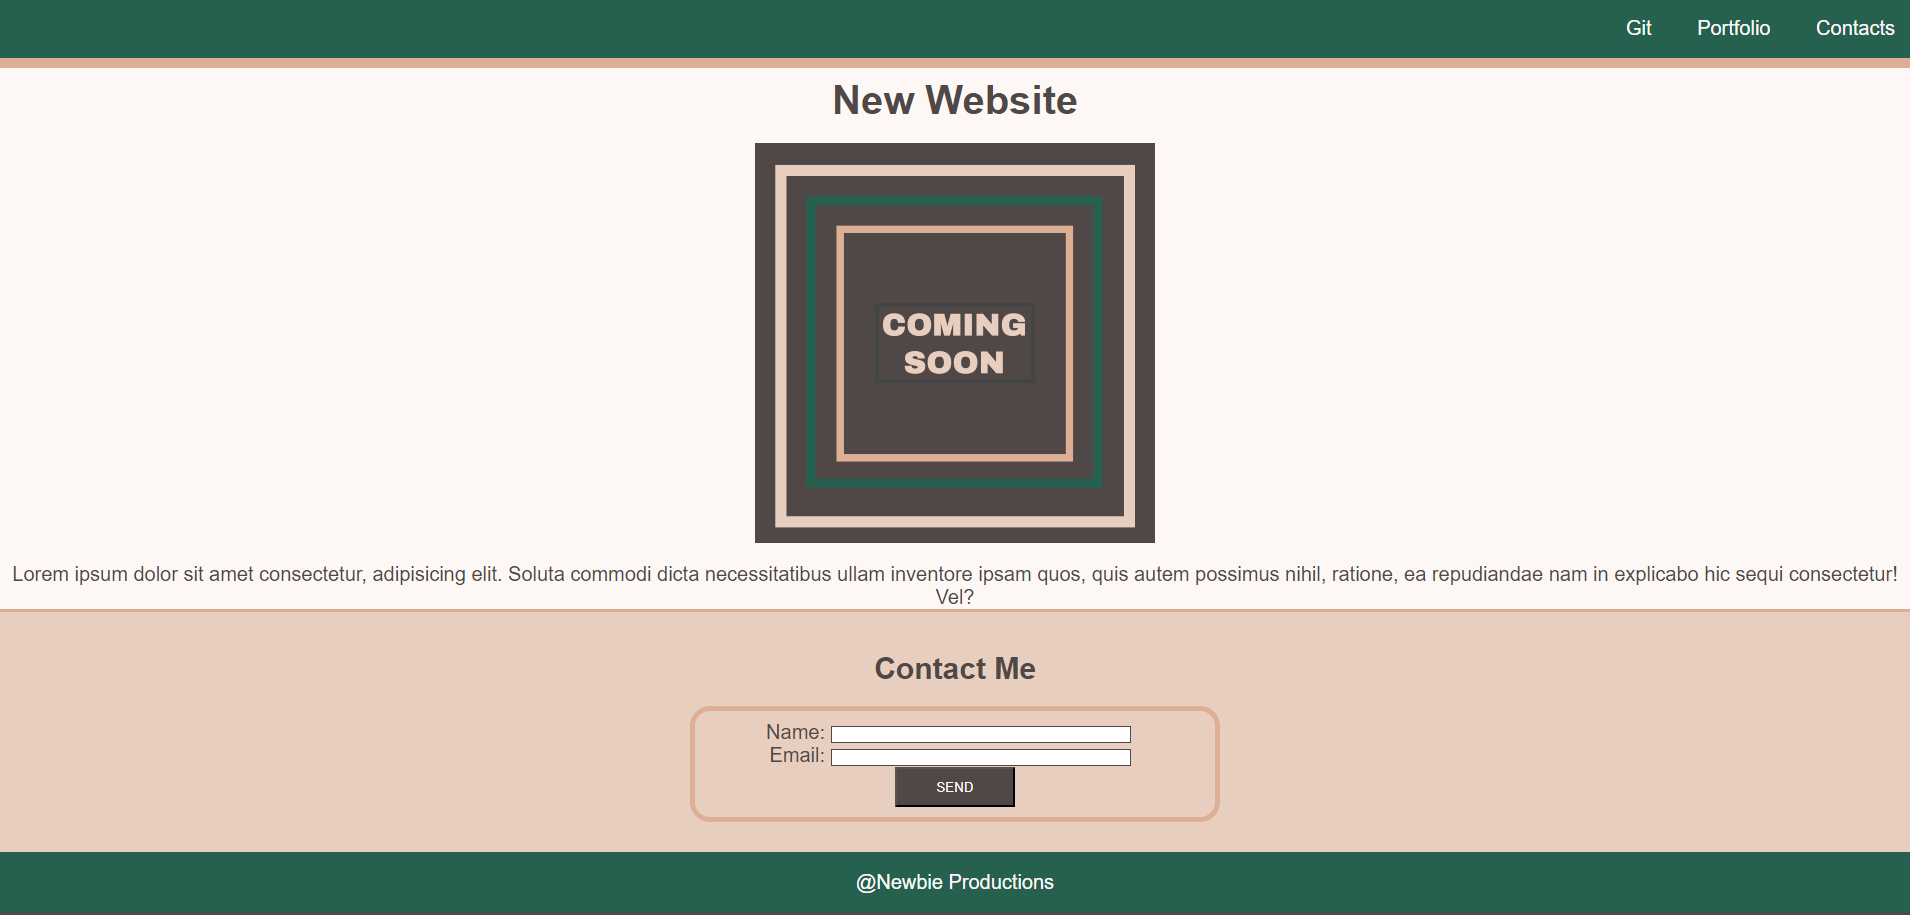 Git Portfolio Contacts
New Website
COMING
SOON
Lorem ipsum dolor sit amet consectetur, adipisicing elit. Soluta commodi dicta necessitatibus ullam inventore ipsam quos, quis autem possimus nihil, ratione, ea repudiandae nam in explicabo hic sequi consectetur!
Vel?
Contact Me
Name:
Email:
SEND
@Newbie Productions